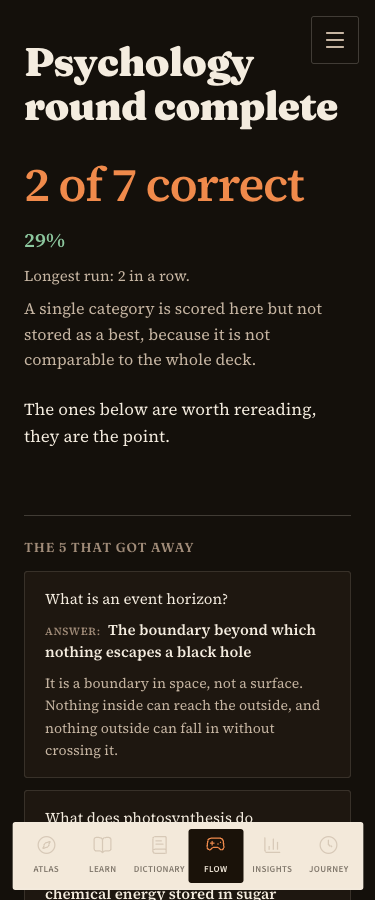 Psychology
round complete
2 of 7 correct
29%
Longest run: 2 in a row.
A single category is scored here but not
stored as a best, because it is not
comparable to the whole deck.
The ones below are worth rereading,
they are the point.
THE 5 THAT GOT AWAY
What is an event horizon?
ANSWER: The boundary beyond which
nothing escapes a black hole
It is a boundary in space, not a surface.
Nothing inside can reach the outside, and
nothing outside can fall in without
crossing it.
What does photosynthesis do
ATLAS LEARN DICTIONARY FLOW INSIGHTS JOURNEY
chemical energy stored in sugar